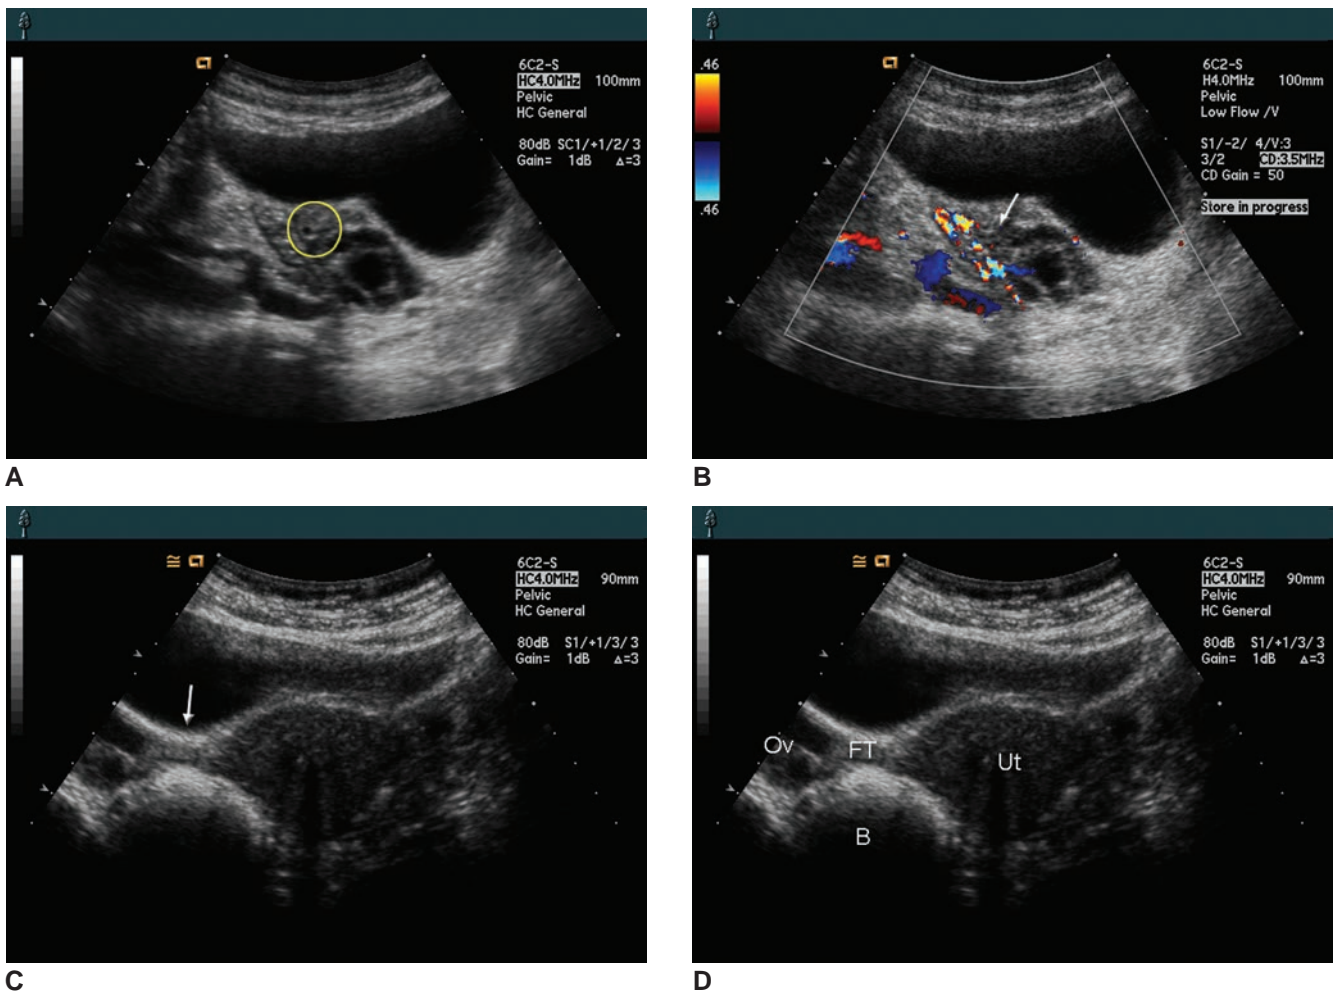 6C2-S
HC4.0MHz 100mm
Pelvic
HC General
80dB SC1/+1/2/3
Gain= 1dB Δ=3
A
.46
.46
6C2-S
H4.0MHz 100mm
Pelvic
Low Flow /V
S1/-2/ 4/V:3
3/2 CD:3.5MHz
CD Gain = 50
Store in progress
B
6C2-S
HC4.0MHz 90mm
Pelvic
HC General
80dB S1/+1/3/3
Gain= 1dB Δ=3
C
6C2-S
HC4.0MHz 90mm
Pelvic
HC General
80dB S1/+1/3/3
Gain= 1dB Δ=3
Ov
FT
Ut
B
D